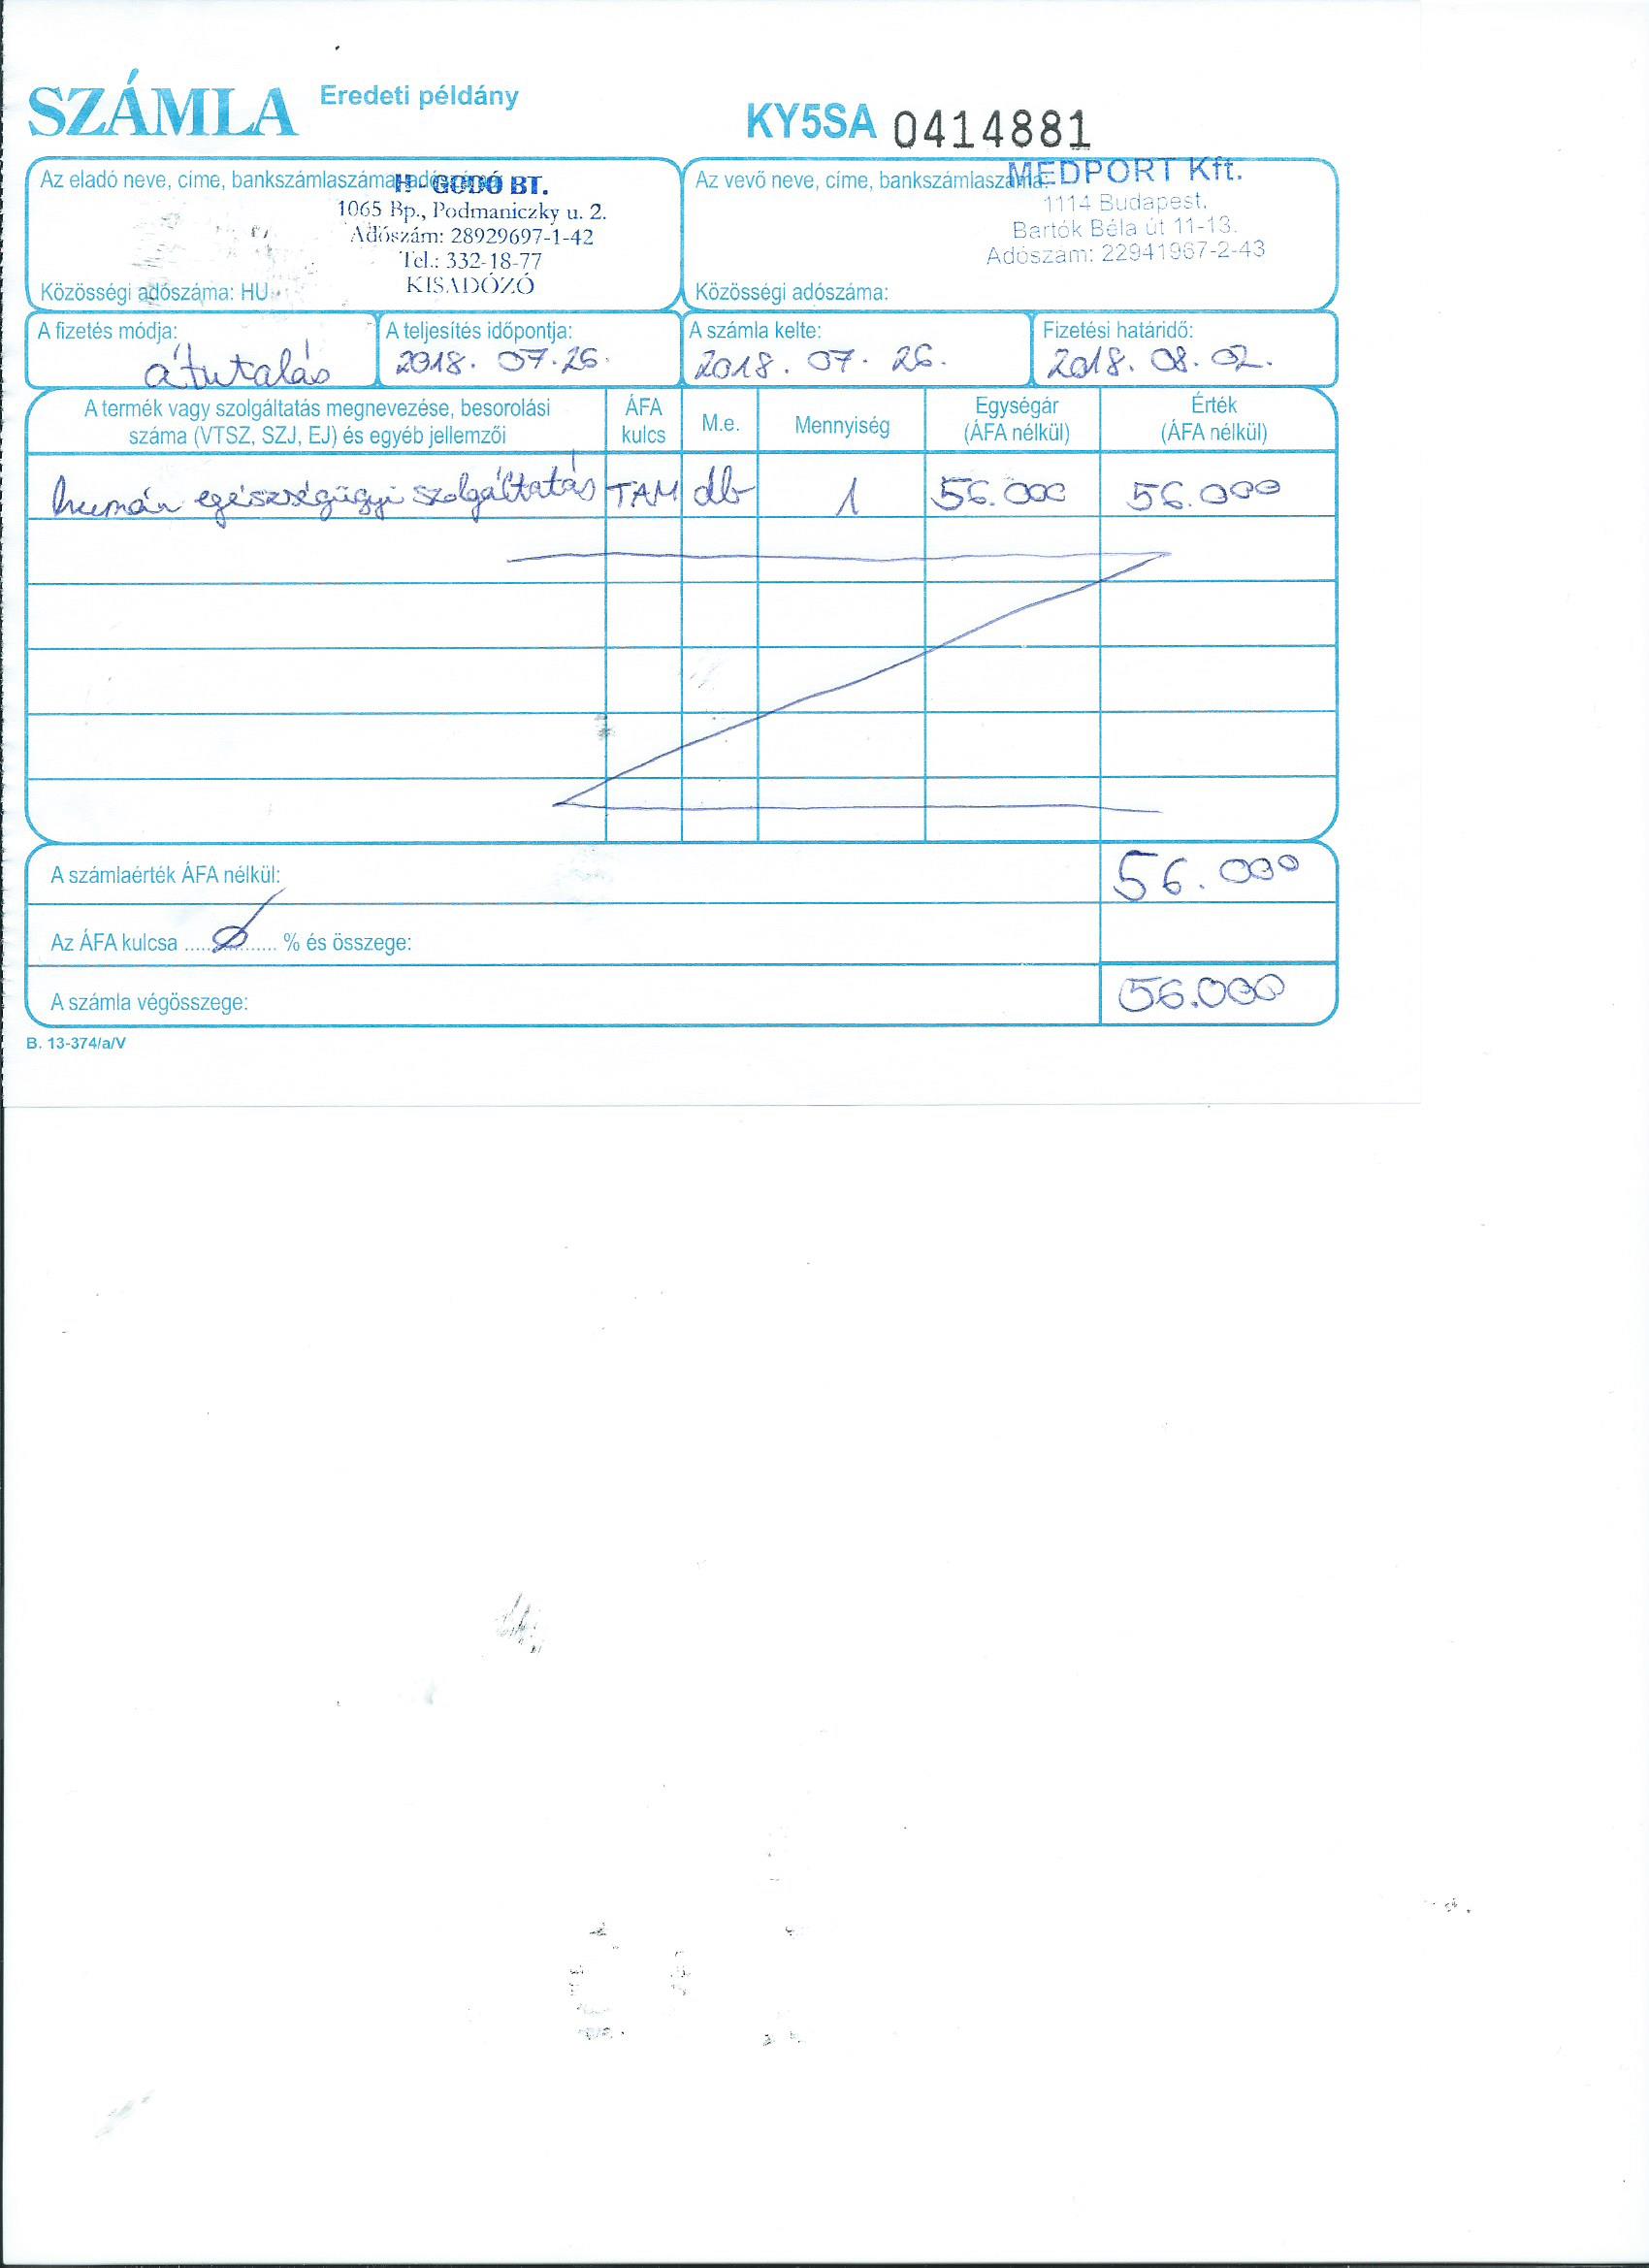 SZÁMLA Eredeti példány KY5SA 0414881
Az eladó neve, címe, bankszámlaszáma,
H - GODÓ BT.
1065 Bp., Podmaniczky u. 2.
Adószám: 28929697-1-42
Tel.: 332-18-77
KISADÓZÓ
Közösségi adószáma: HU
Az vevő neve, címe, bankszámlaszáma:
MEDPORT Kft.
1114 Budapest,
Bartók Béla út 11-13.
Adószám: 22941967-2-43
Közösségi adószáma:
A fizetés módja:
átutalás
A teljesítés időpontja:
2018. 07. 26.
A számla kelte:
2018. 07. 26.
Fizetési határidő:
2018. 08. 02.
A termék vagy szolgáltatás megnevezése, besorolási
száma (VTSZ, SZJ, EJ) és egyéb jellemzői
ÁFA
kulcs
M.e.
Mennyiség
Egységár
(ÁFA nélkül)
Érték
(ÁFA nélkül)
humán egészségügyi szolgáltatás TAM db 1 56.000 56.000
A számlaérték ÁFA nélkül: 56.000
Az ÁFA kulcsa ..... Ø ..... % és összege:
A számla végösszege: 56.000
B. 13-374/a/V